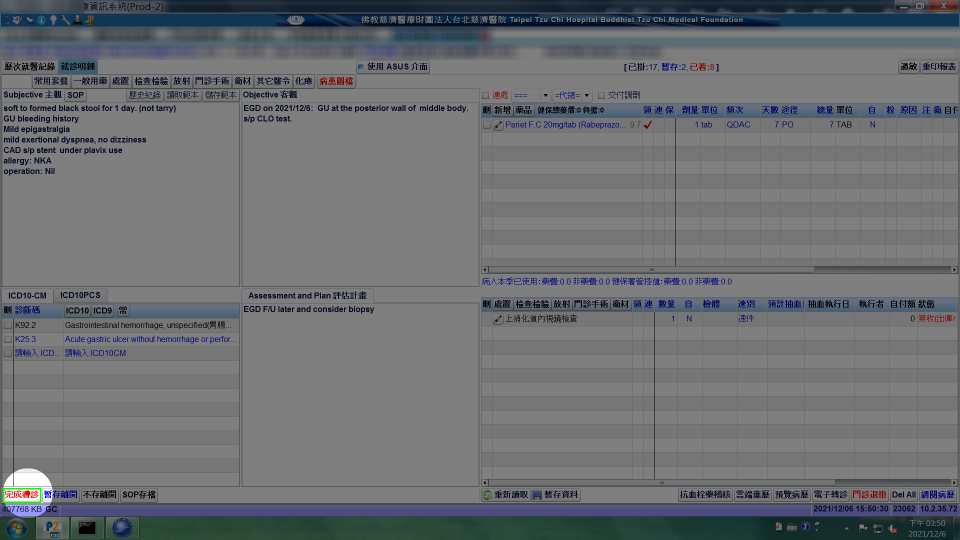 資訊系統(Prod-2)
佛教慈濟醫療財團法人台北慈濟醫院 Taipei Tzu Chi Hospital Buddhist Tzu Chi Medical Foundation
歷次就醫記錄 就診明細 使用 ASUS 介面 [已掛:17, 暫存:2, 已看:8] 過敏 重印報表
常用套餐 一般用藥 處置 檢查檢驗 放射 門診手術 衛材 其它醫令 化療 病患圖檔
Subjective 主觀 SOP 歷史紀錄 讀取範本 儲存範本
soft to formed black stool for 1 day. (not tarry)
GU bleeding history
Mild epigastralgia
mild exertional dyspnea, no dizziness
CAD s/p stent under plavix use
allergy: NKA
operation: Nil
Objective 客觀
EGD on 2021/12/6: GU at the posterior wall of middle body.
s/p CLO test.
速處 === =代碼= 交付調劑
刪 新增 藥品 健保總藥價:0 負擔:0 領 連 保 劑量 單位 頻次 天數 途徑 總量 單位 自 粉 原因 注 衛 自付
Pariet F.C 20mg/tab (Rabeprazo... 9.7 1 tab QDAC 7 PO 7 TAB N
病人本季已使用:藥費:0.0 非藥費:0.0 健保署管控值:藥費:0.0 非藥費:0.0
ICD10-CM ICD10PCS
刪 診斷碼 ICD10 ICD9 常
K92.2 Gastrointestinal hemorrhage, unspecified(胃腸...
K25.3 Acute gastric ulcer without hemorrhage or perfor...
請輸入 ICD... 請輸入 ICD10CM
Assessment and Plan 評估計畫
EGD F/U later and consider biopsy
刪 處置 檢查檢驗 放射 門診手術 衛材 領 連 數量 自 檢體 速別 預計抽血 抽血執行日 執行者 自付額 狀態
上消化道內視鏡檢查 1 N 速件 0 簽收(出庫/
完成看診 暫存離開 不存離開 SOP存檔
重新讀取 暫存資料
抗血栓藥稽核 雲端藥歷 預覽病歷 電子轉診 門診退掛 Del All 調閱病歷
407768 KB GC
2021/12/06 15:50:30 23062 10.2.35.72
下午 03:50
2021/12/6